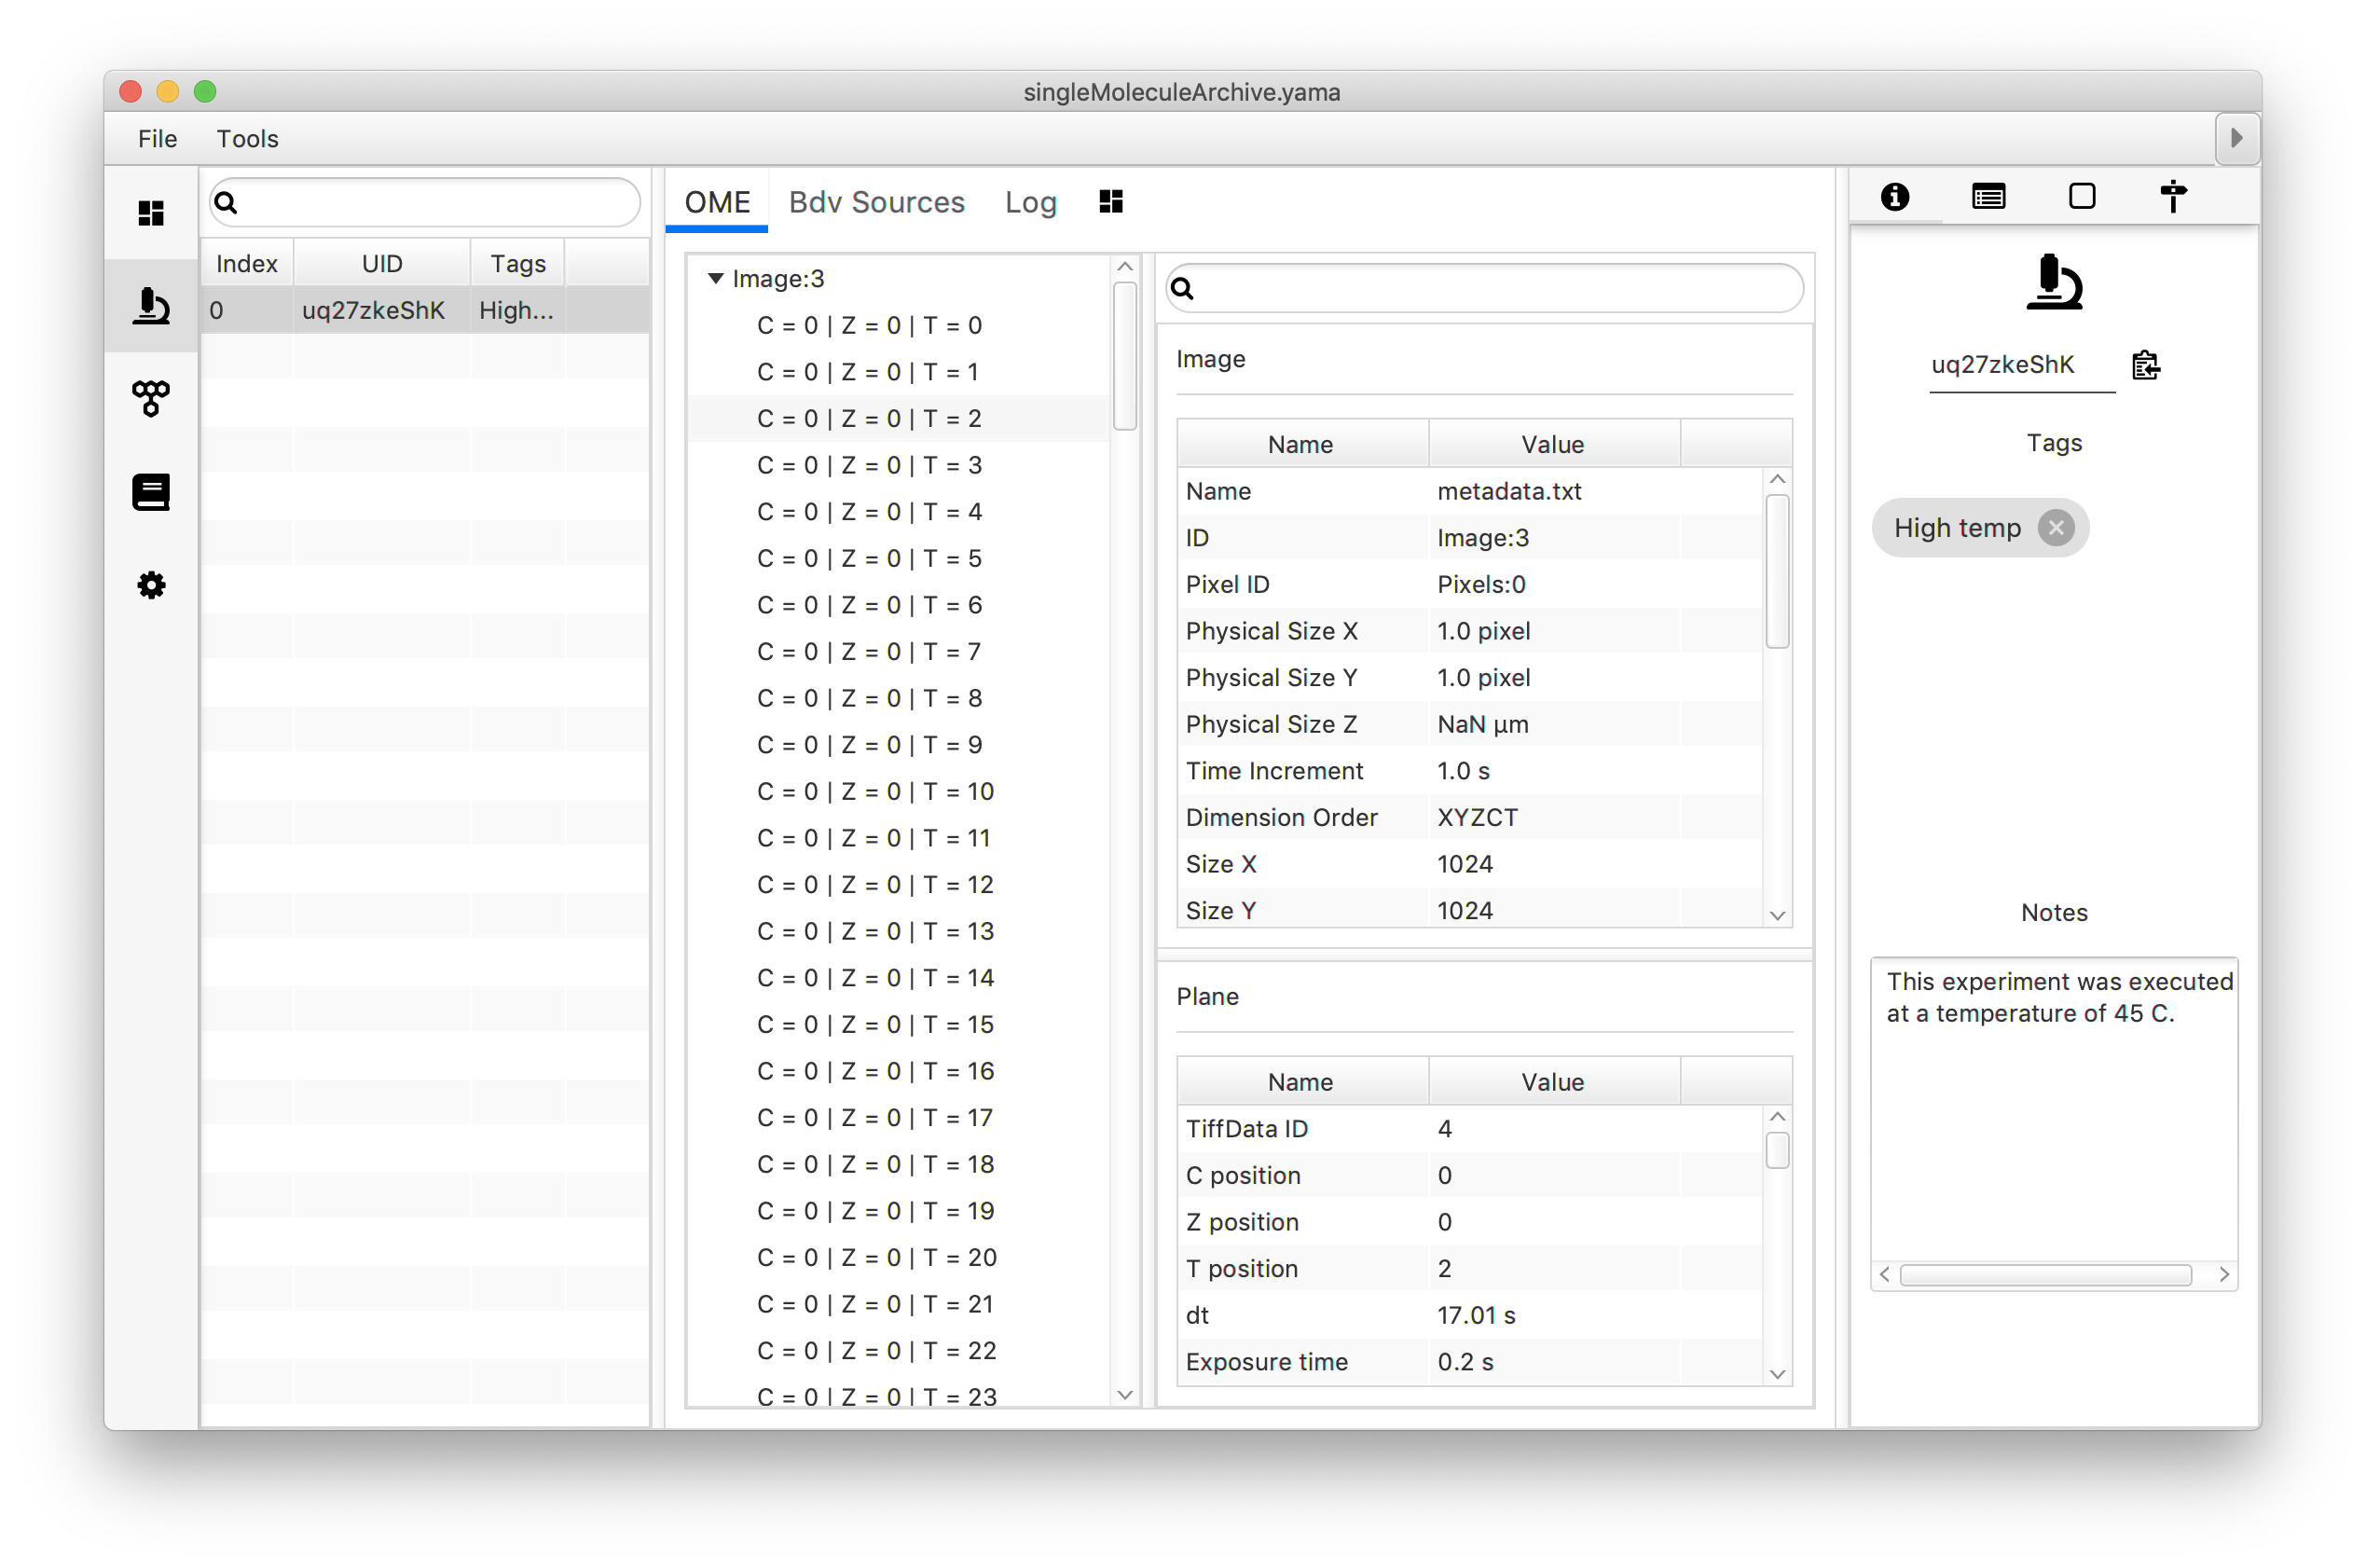 singleMoleculeArchive.yama
File Tools
Index UID Tags
0 uq27zkeShK High...
OME Bdv Sources Log
Image:3
C = 0 | Z = 0 | T = 0
C = 0 | Z = 0 | T = 1
C = 0 | Z = 0 | T = 2
C = 0 | Z = 0 | T = 3
C = 0 | Z = 0 | T = 4
C = 0 | Z = 0 | T = 5
C = 0 | Z = 0 | T = 6
C = 0 | Z = 0 | T = 7
C = 0 | Z = 0 | T = 8
C = 0 | Z = 0 | T = 9
C = 0 | Z = 0 | T = 10
C = 0 | Z = 0 | T = 11
C = 0 | Z = 0 | T = 12
C = 0 | Z = 0 | T = 13
C = 0 | Z = 0 | T = 14
C = 0 | Z = 0 | T = 15
C = 0 | Z = 0 | T = 16
C = 0 | Z = 0 | T = 17
C = 0 | Z = 0 | T = 18
C = 0 | Z = 0 | T = 19
C = 0 | Z = 0 | T = 20
C = 0 | Z = 0 | T = 21
C = 0 | Z = 0 | T = 22
C = 0 | Z = 0 | T = 23
Image
Name Value
Name metadata.txt
ID Image:3
Pixel ID Pixels:0
Physical Size X 1.0 pixel
Physical Size Y 1.0 pixel
Physical Size Z NaN µm
Time Increment 1.0 s
Dimension Order XYZCT
Size X 1024
Size Y 1024
Plane
Name Value
TiffData ID 4
C position 0
Z position 0
T position 2
dt 17.01 s
Exposure time 0.2 s
uq27zkeShK
Tags
High temp
Notes
This experiment was executed
at a temperature of 45 C.